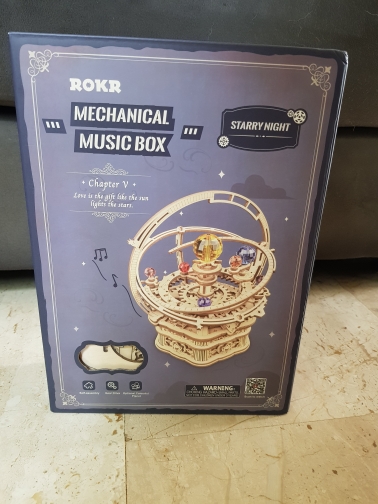 ROKR
MECHANICAL
MUSIC BOX
STARRY NIGHT
Chapter V
Love is the gift like the sun
lights the stars.
WARNING: